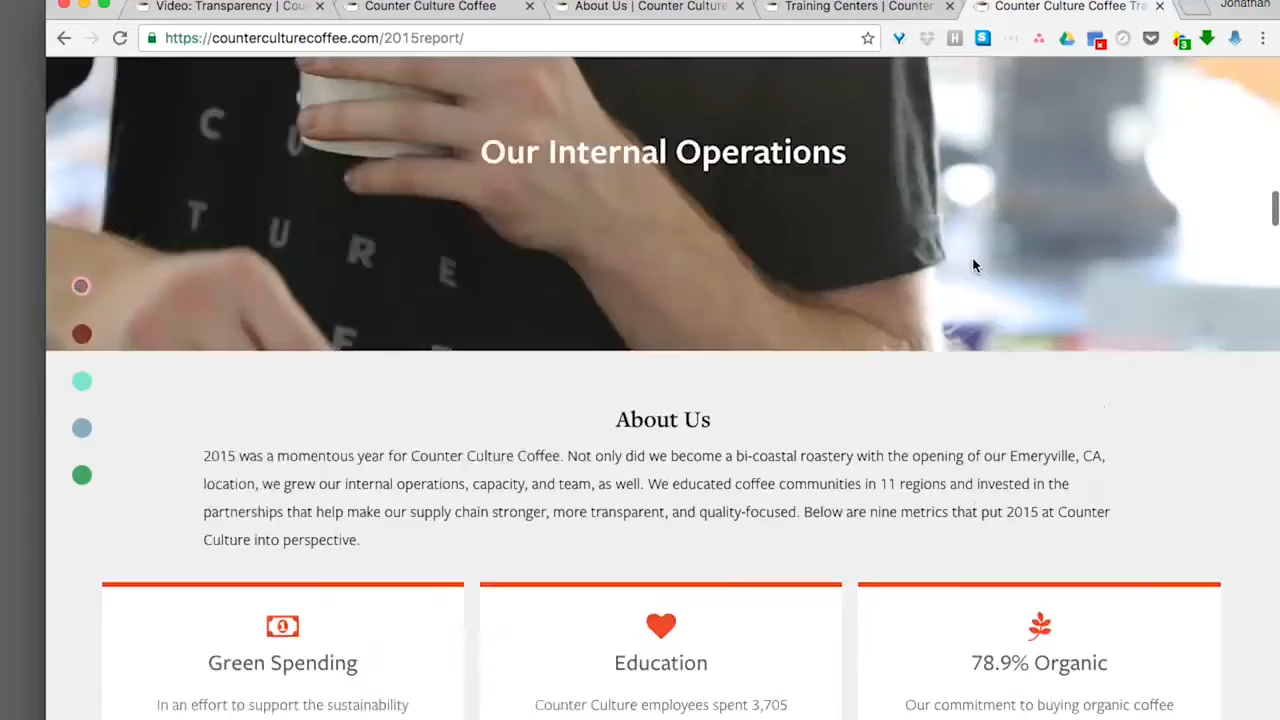 Video: Transparency | Cou
Counter Culture Coffee
About Us | Counter Culture
Training Centers | Counter
Counter Culture Coffee Tra
Jonathan
https://counterculturecoffee.com/2015report/
H
S
3
C U
T U R E
F
Our Internal Operations
About Us
2015 was a momentous year for Counter Culture Coffee. Not only did we become a bi-coastal roastery with the opening of our Emeryville, CA,
location, we grew our internal operations, capacity, and team, as well. We educated coffee communities in 11 regions and invested in the
partnerships that help make our supply chain stronger, more transparent, and quality-focused. Below are nine metrics that put 2015 at Counter
Culture into perspective.
1
Green Spending
In an effort to support the sustainability
Education
Counter Culture employees spent 3,705
78.9% Organic
Our commitment to buying organic coffee